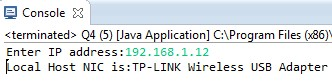 Console
<terminated> Q4 (5) [Java Application] C:\Program Files (x86)\
Enter IP address:192.168.1.12
Local Host NIC is:TP-LINK Wireless USB Adapter